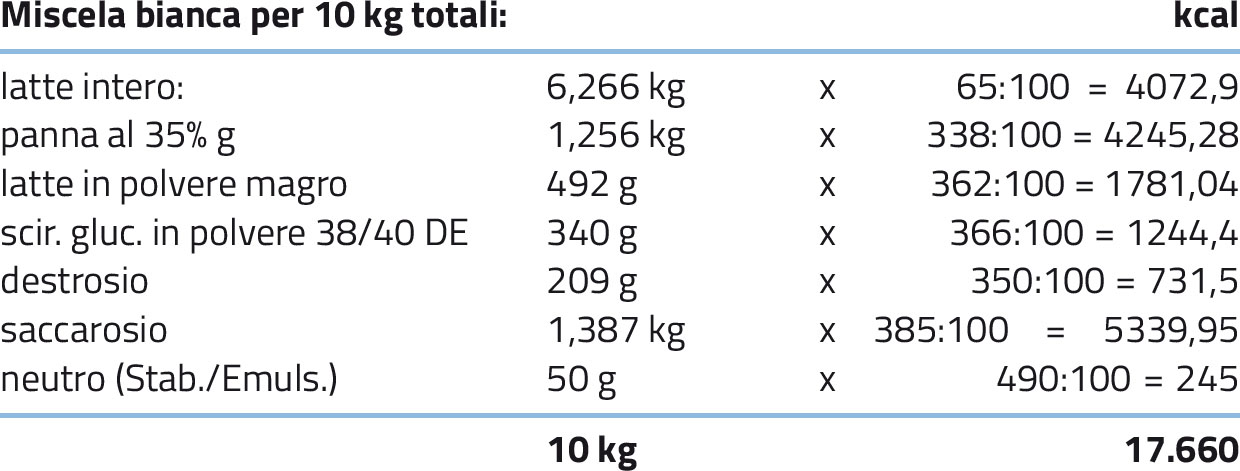 Miscela bianca per 10 kg totali: kcal
latte intero: 6,266 kg x 65:100 = 4072,9
panna al 35% g 1,256 kg x 338:100 = 4245,28
latte in polvere magro 492 g x 362:100 = 1781,04
scir. gluc. in polvere 38/40 DE 340 g x 366:100 = 1244,4
destrosio 209 g x 350:100 = 731,5
saccarosio 1,387 kg x 385:100 = 5339,95
neutro (Stab./Emuls.) 50 g x 490:100 = 245
10 kg 17.660